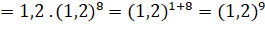 = 1,2 . (1,2)⁸ = (1,2)¹⁺⁸ = (1,2)⁹